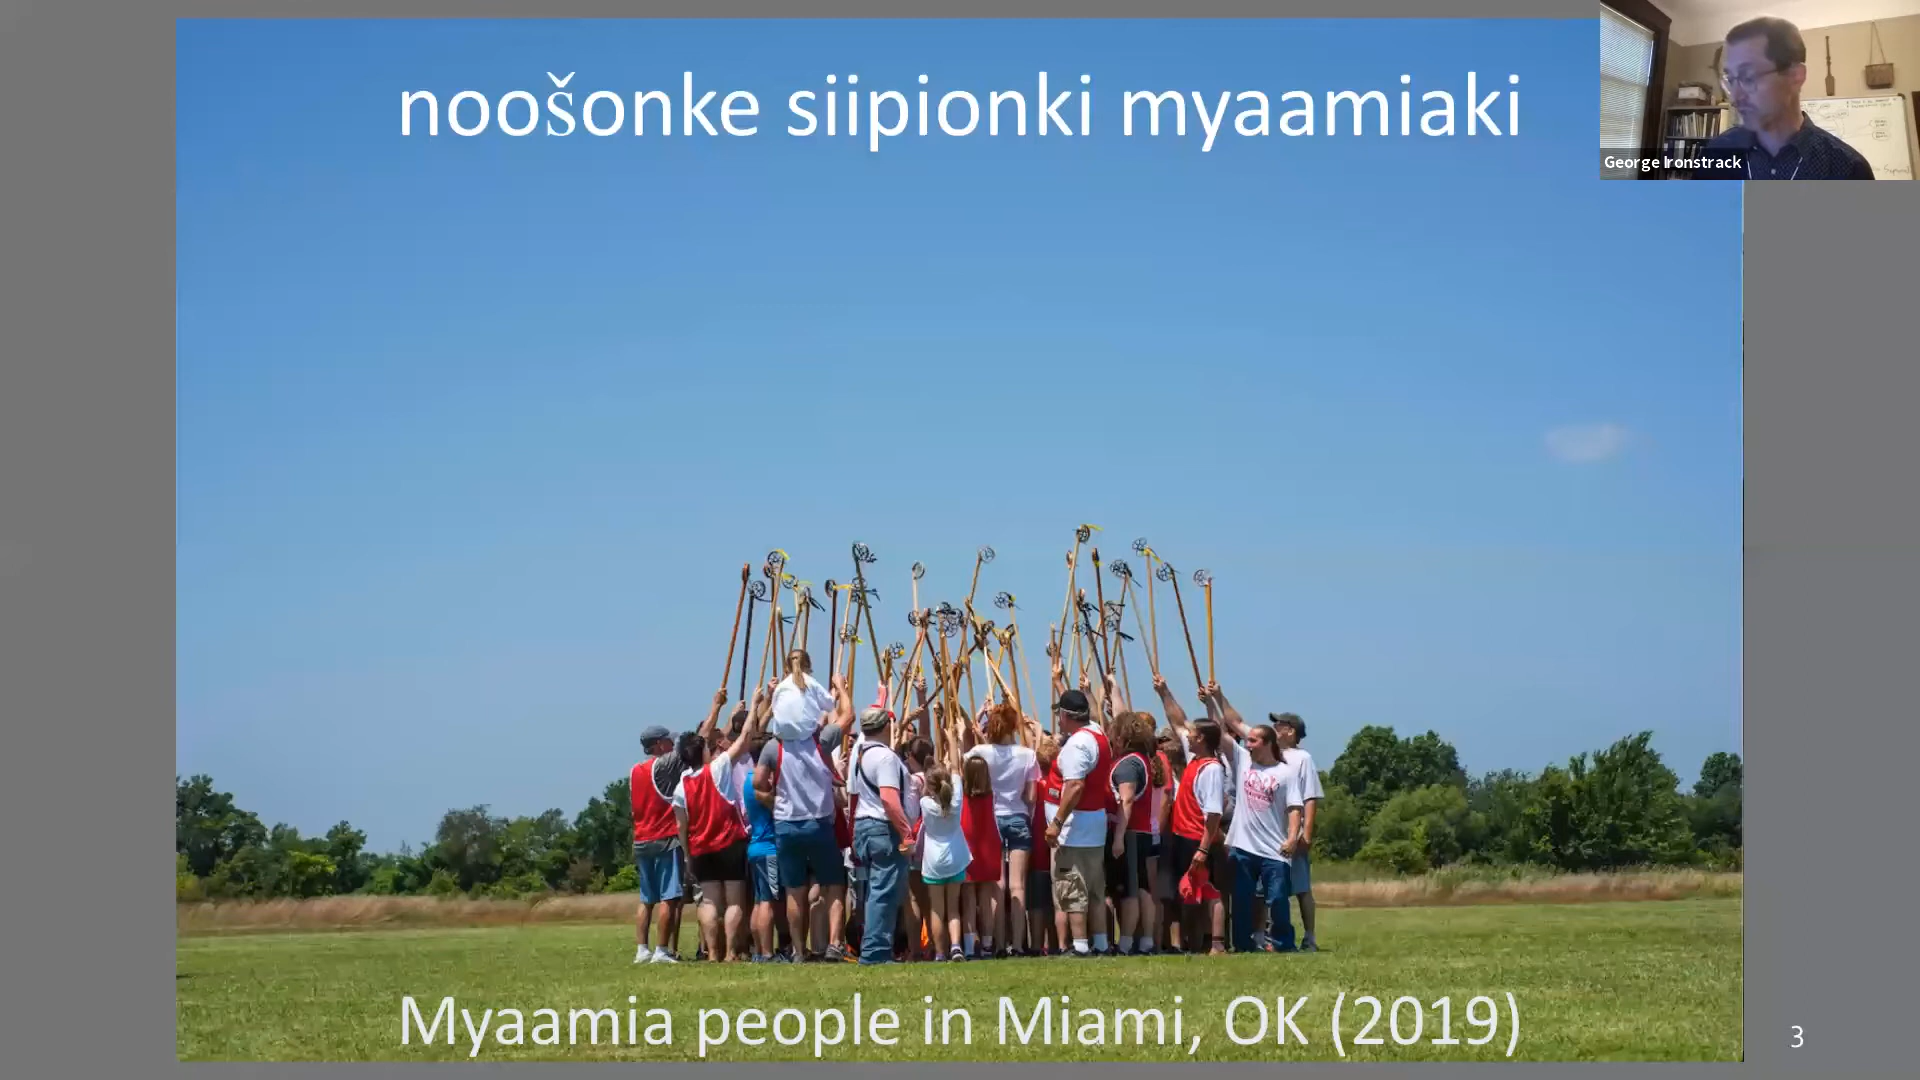 noošonke siipionki myaamiaki
George Ironstrack
Myaamia people in Miami, OK (2019)
3